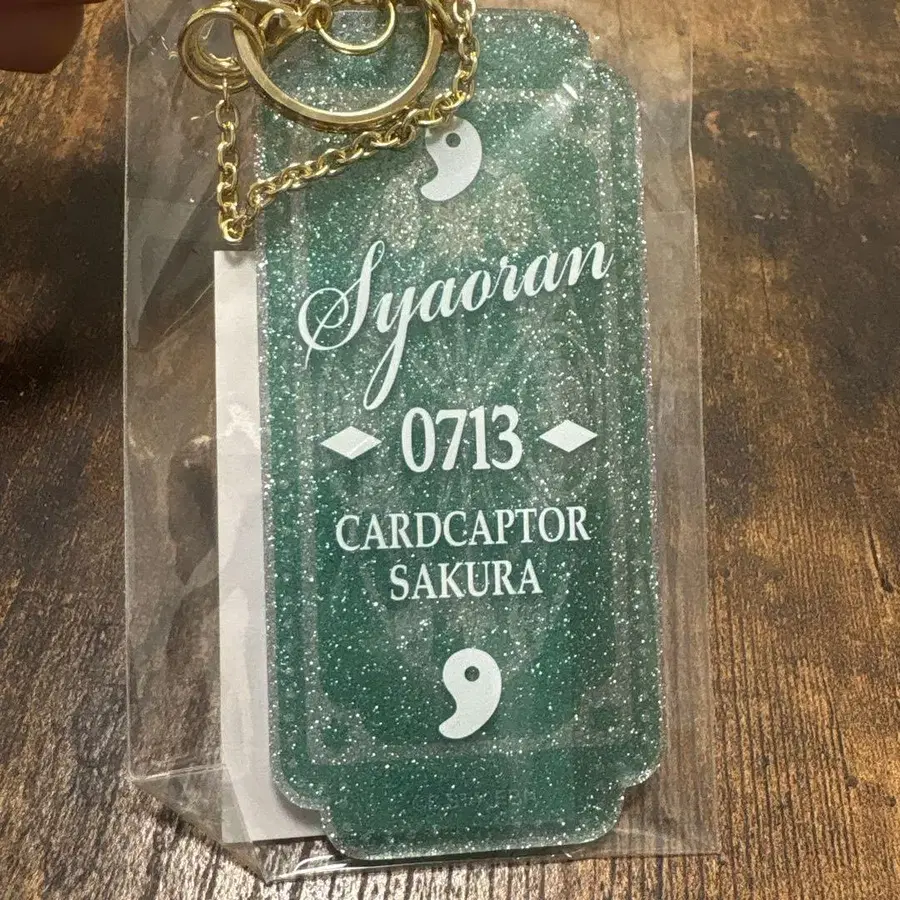 Syaoran
0713
CARDCAPTOR
SAKURA